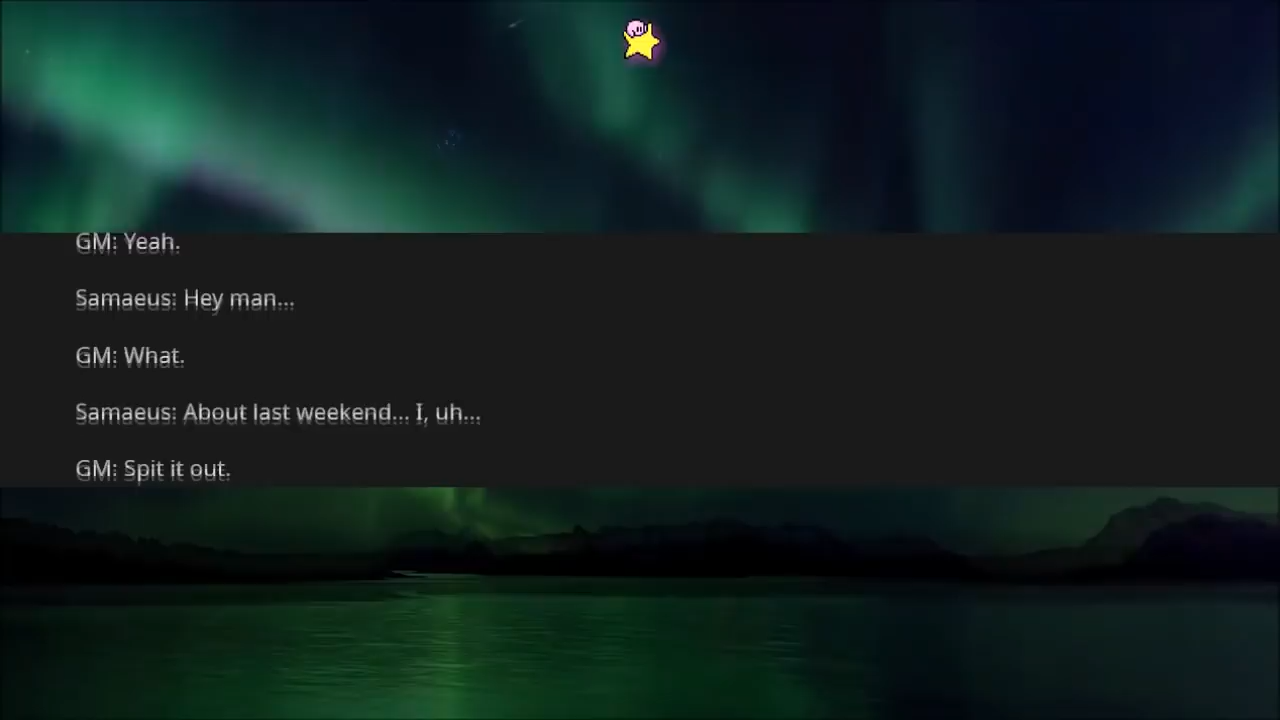 GM: Yeah.
Samaeus: Hey man...
GM: What.
Samaeus: About last weekend... I, uh...
GM: Spit it out.